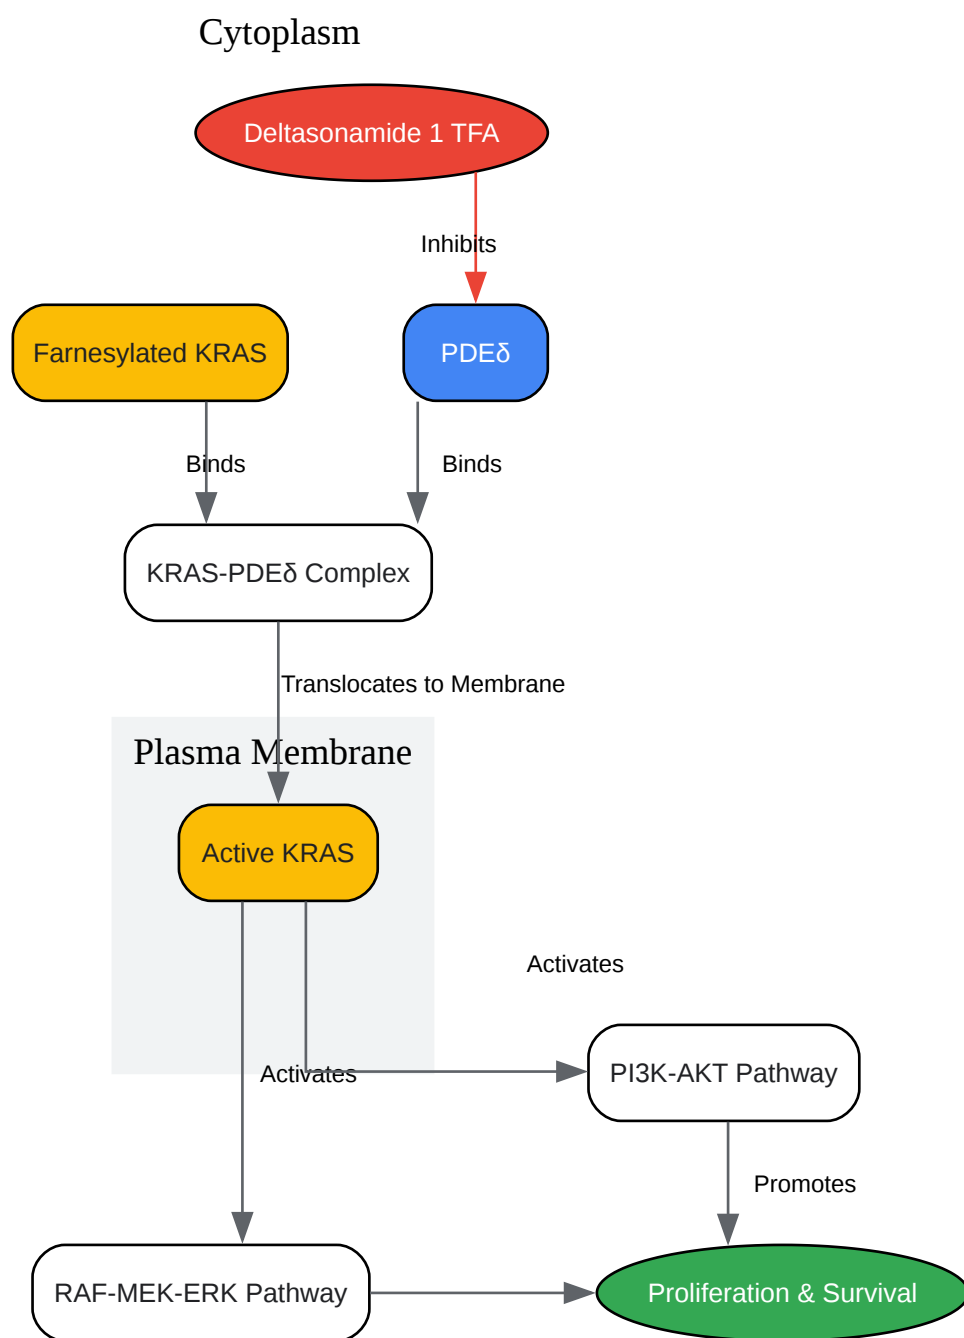 Cytoplasm
Deltasonamide 1 TFA
Inhibits
Farnesylated KRAS
PDEδ
Binds
Binds
KRAS-PDEδ Complex
Translocates to Membrane
Plasma Membrane
Active KRAS
Activates
Activates
PI3K-AKT Pathway
Promotes
RAF-MEK-ERK Pathway
Proliferation & Survival